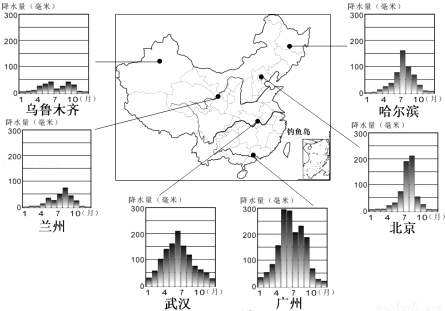 降水量（毫米）
300
200
100
0
1 4 7 10（月）
乌鲁木齐
降水量（毫米）
300
200
100
0
1 4 7 10（月）
哈尔滨
钓鱼岛
降水量（毫米）
300
200
100
0
1 4 7 10（月）
兰州
降水量（毫米）
300
200
100
0
1 4 7 10（月）
北京
降水量（毫米）
300
200
100
0
1 4 7 10（月）
武汉
降水量（毫米）
300
200
100
0
1 4 7 10（月）
广州